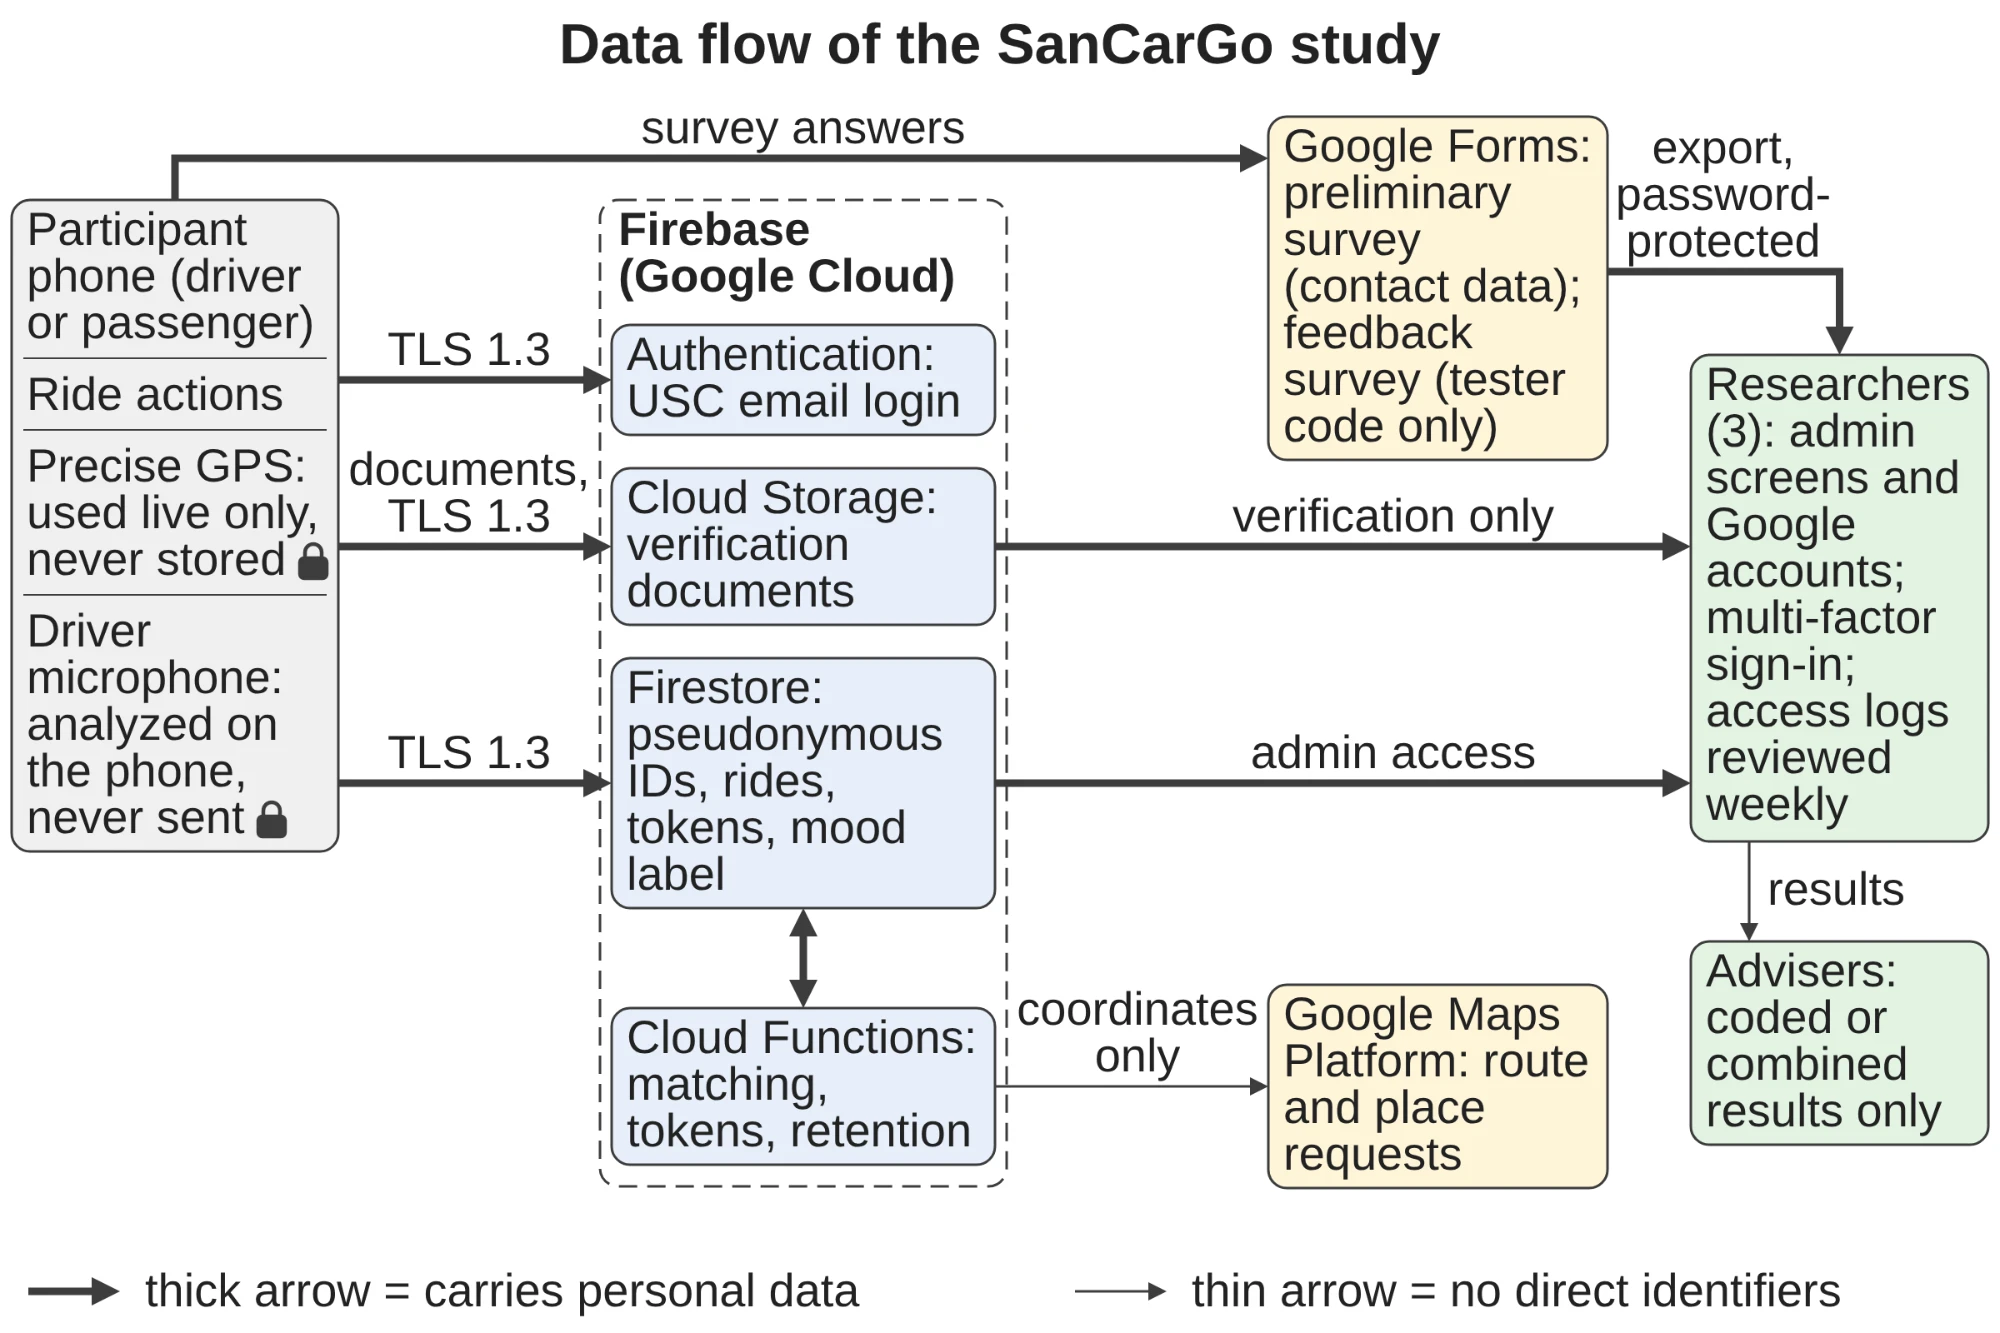 Data flow of the SanCarGo study
survey answers
Participant
phone (driver
or passenger)
Ride actions
Precise GPS:
used live only,
never stored
Driver
microphone:
analyzed on
the phone,
never sent
TLS 1.3
documents,
TLS 1.3
TLS 1.3
Firebase
(Google Cloud)
Authentication:
USC email login
Cloud Storage:
verification
documents
Firestore:
pseudonymous
IDs, rides,
tokens, mood
label
Cloud Functions:
matching,
tokens, retention
Google Forms:
preliminary
survey
(contact data);
feedback
survey (tester
code only)
export,
password-
protected
verification only
admin access
coordinates
only
Google Maps
Platform: route
and place
requests
Researchers
(3): admin
screens and
Google
accounts;
multi-factor
sign-in;
access logs
reviewed
weekly
results
Advisers:
coded or
combined
results only
thick arrow = carries personal data
thin arrow = no direct identifiers